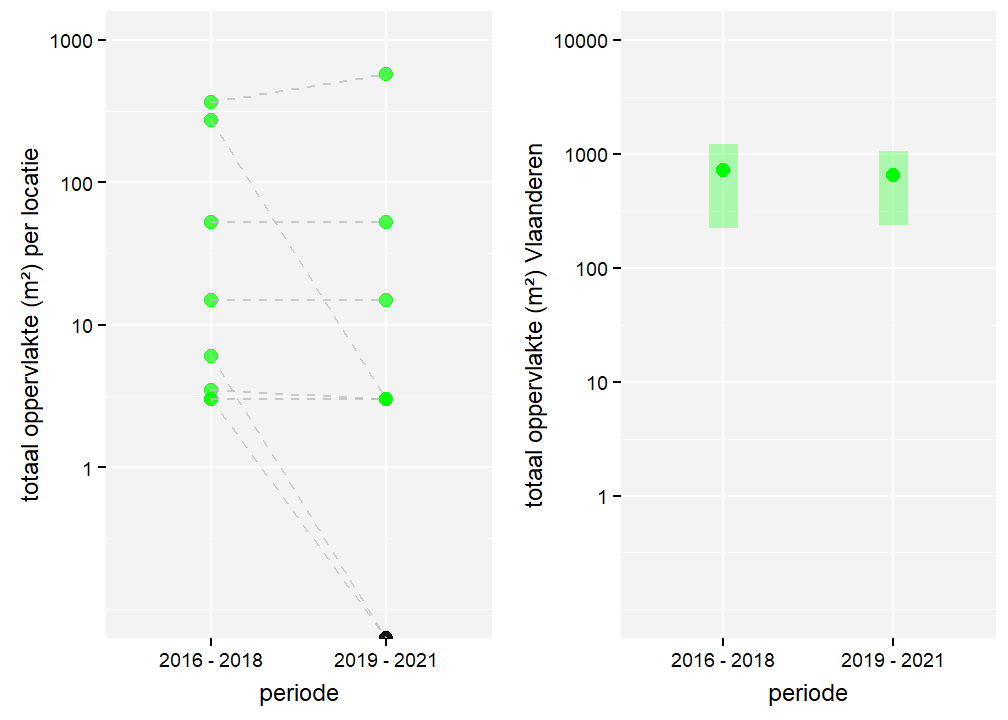 totaal oppervlakte (m²) per locatie
1000
100
10
1
2016 - 2018
2019 - 2021
periode
totaal oppervlakte (m²) Vlaanderen
10000
1000
100
10
1
2016 - 2018
2019 - 2021
periode